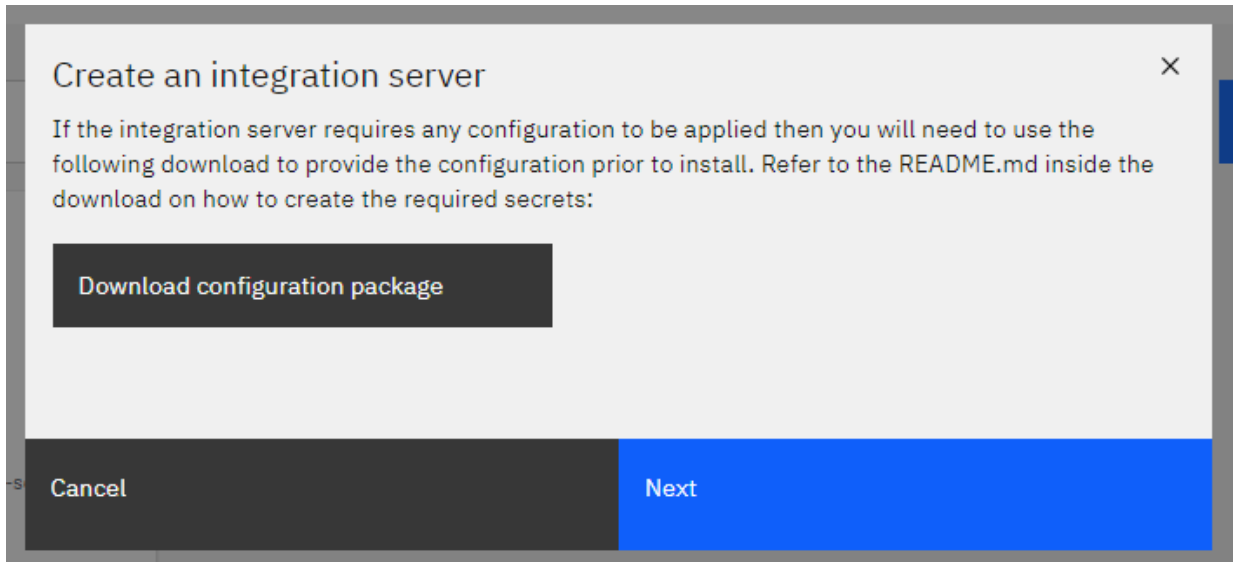 Create an integration server
If the integration server requires any configuration to be applied then you will need to use the
following download to provide the configuration prior to install. Refer to the README.md inside the
download on how to create the required secrets:
Download configuration package
-s
Cancel
Next